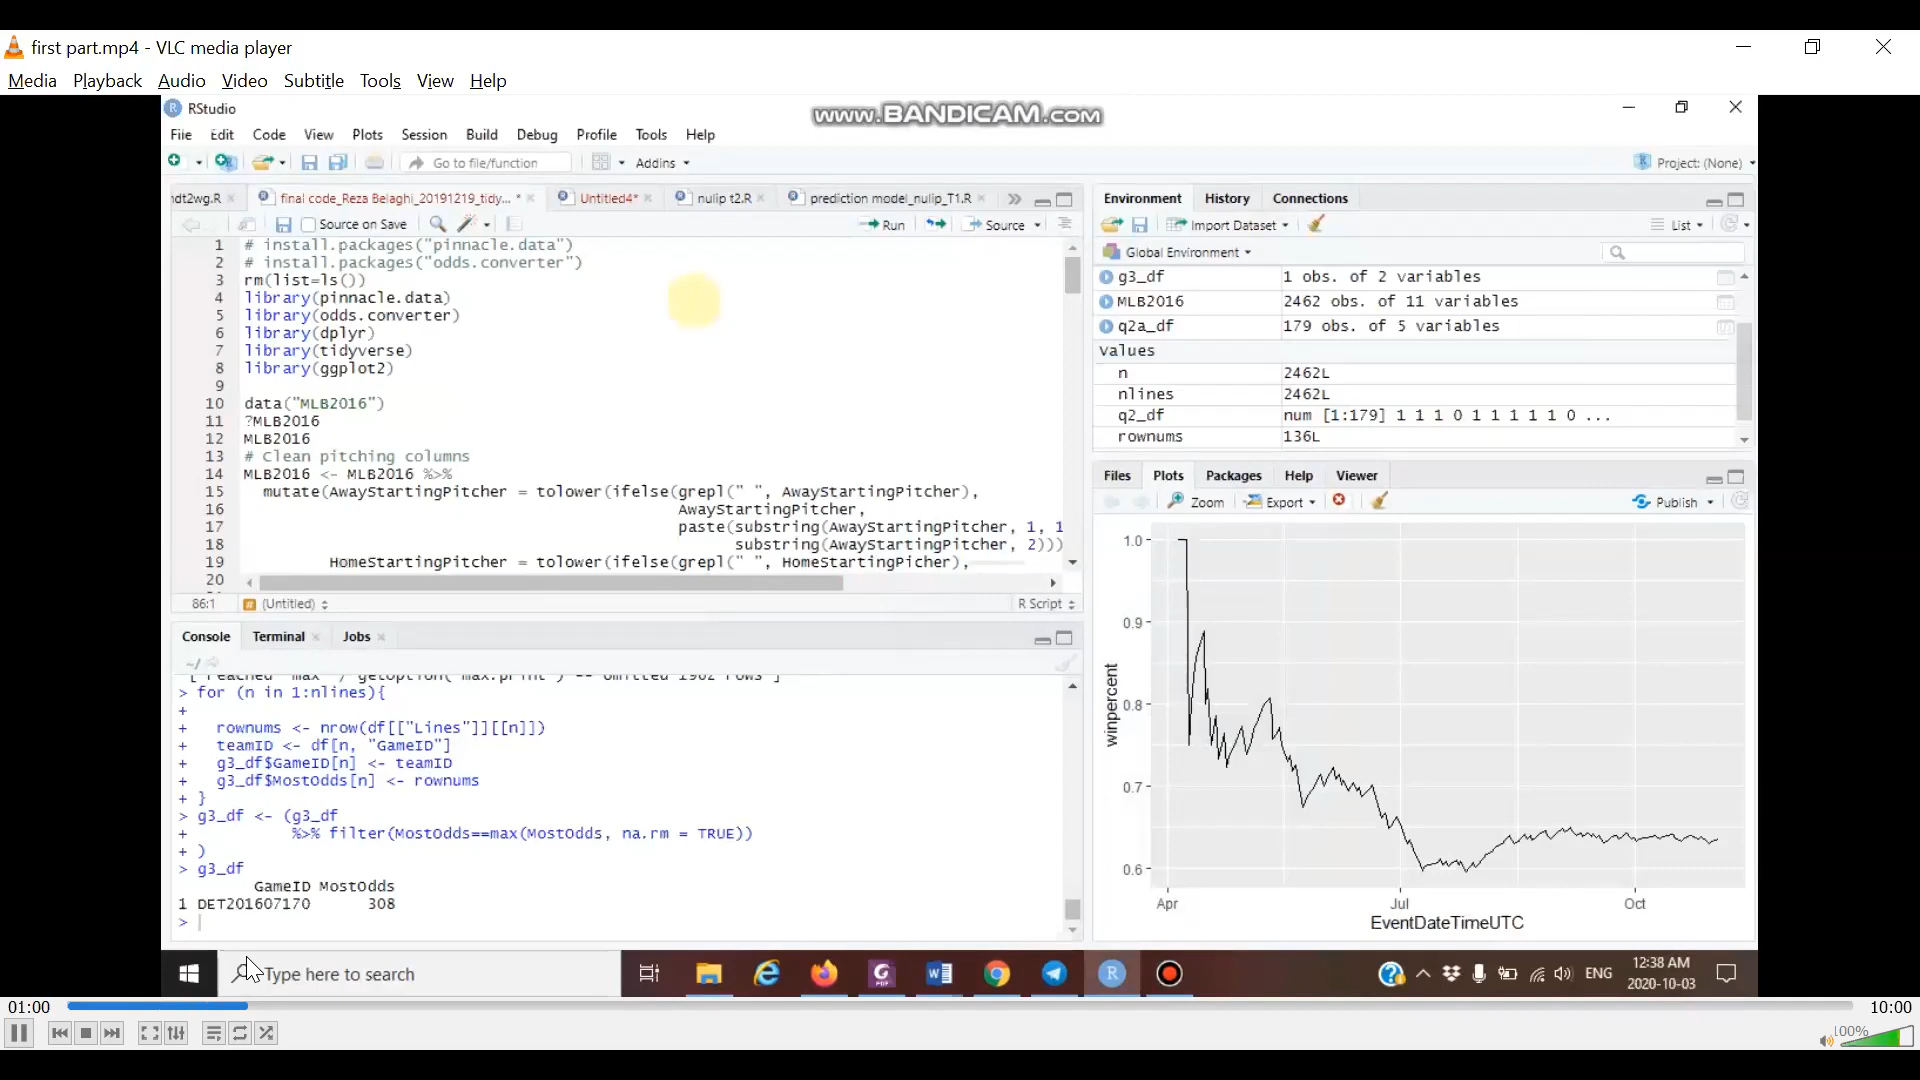 first part.mp4 - VLC media player
Media Playback Audio Video Subtitle Tools View Help
RStudio
www.BANDICAM.com
File Edit Code View Plots Session Build Debug Profile Tools Help
Go to file/function
Addins
Project: (None)
ndt2wg.R
final code_Reza Belaghi_20191219_tidy... *
Untitled4*
nulip t2.R
prediction model_nulip_T1.R
Source on Save
Run
Source
1 # install.packages("pinnacle.data")
2 # install.packages("odds.converter")
3 rm(list=ls())
4 library(pinnacle.data)
5 library(odds.converter)
6 library(dplyr)
7 library(tidyverse)
8 library(ggplot2)
9
10 data("MLB2016")
11 ?MLB2016
12 MLB2016
13 # Clean pitching columns
14 MLB2016 <- MLB2016 %>%
15 mutate(AwayStartingPitcher = tolower(ifelse(grepl(" ", AwayStartingPitcher),
16 AwayStartingPitcher,
17 paste(substring(AwayStartingPitcher, 1, 1
18 substring(AwayStartingPitcher, 2)))
19 HomeStartingPitcher = tolower(ifelse(grepl(" ", HomeStartingPicher),
20
86:1 (Untitled) R Script
Console Terminal Jobs
~/
> for (n in 1:nlines){
+
+ rownums <- nrow(df[["Lines"]][[n]])
+ teamID <- df[n, "GameID"]
+ g3_df$GameID[n] <- teamID
+ g3_df$MostOdds[n] <- rownums
+ }
> g3_df <- (g3_df
+ %>% filter(MostOdds==max(MostOdds, na.rm = TRUE))
+ )
> g3_df
GameID MostOdds
1 DET201607170 308
>
Environment History Connections
Import Dataset
List
Global Environment
g3_df 1 obs. of 2 variables
MLB2016 2462 obs. of 11 variables
q2a_df 179 obs. of 5 variables
Values
n 2462L
nlines 2462L
q2_df num [1:179] 1 1 1 0 1 1 1 1 1 0 ...
rownums 136L
Files Plots Packages Help Viewer
Zoom Export Publish
1.0
0.9
0.8
0.7
0.6
winpercent
Apr Jul Oct
EventDateTimeUTC
Type here to search
ENG
12:38 AM
2020-10-03
01:00
10:00
100%